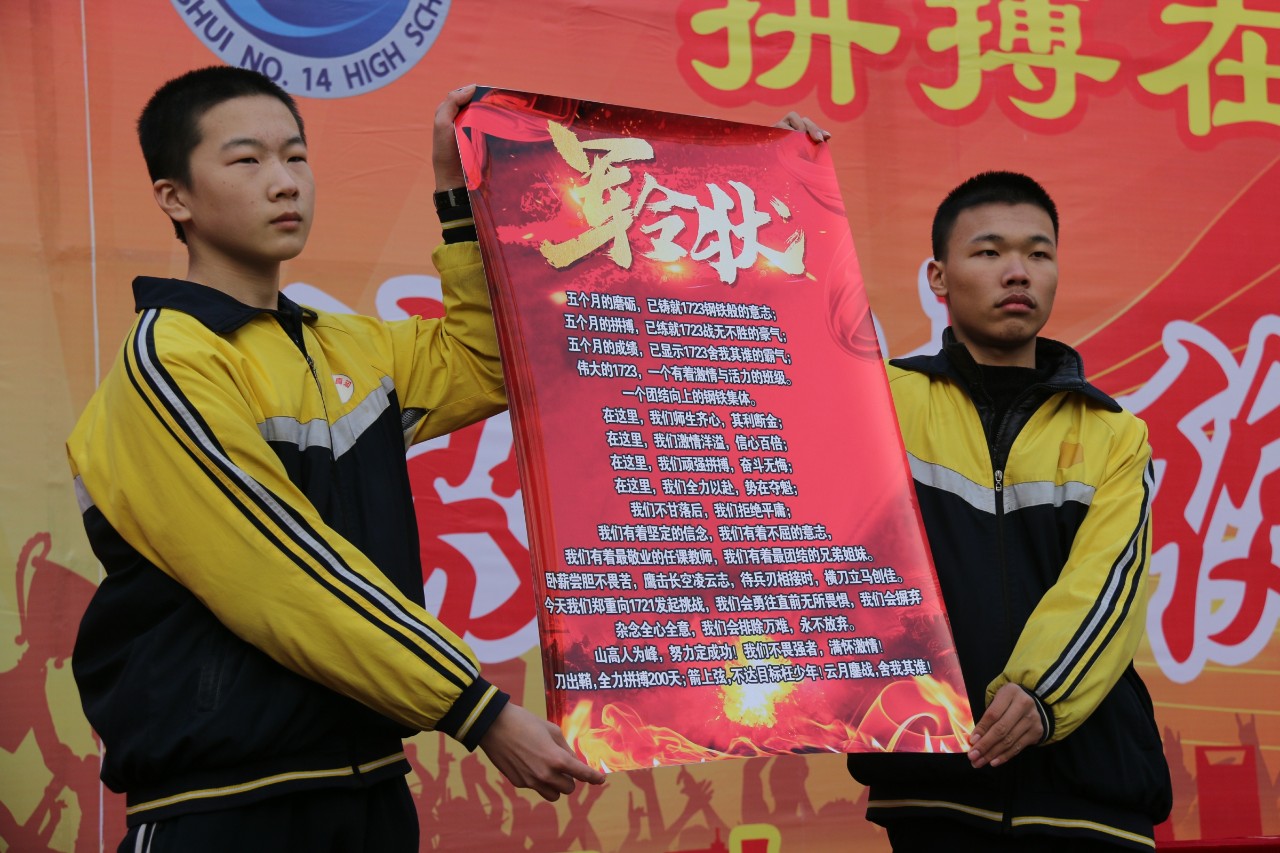 SHUI NO. 14 HIGH SCH
拼搏在
军令状
五个月的磨砺，已铸就1723钢铁般的意志；
五个月的拼搏，已练就1723战无不胜的豪气；
五个月的成绩，已显示1723舍我其谁的霸气；
伟大的1723，一个有着激情与活力的班级。
一个团结向上的钢铁集体。
在这里，我们师生齐心，其利断金；
在这里，我们激情洋溢，信心百倍；
在这里，我们顽强拼搏，奋斗无悔；
在这里，我们全力以赴，势在夺魁；
我们不甘落后，我们拒绝平庸；
我们有着坚定的信念，我们有着不屈的意志，
我们有着最敬业的任课教师，我们有着最团结的兄弟姐妹。
卧薪尝胆不畏苦，鹰击长空凌云志，待兵刃相接时，横刀立马创佳。
今天我们郑重向1721发起挑战，我们会勇往直前无所畏惧，我们会摒弃
杂念全心全意，我们会排除万难，永不放弃。
山高人为峰，努力定成功！我们不畏强者，满怀激情！
刀出鞘，全力拼搏200天；箭上弦，不达目标枉少年！云月鏖战，舍我其谁！